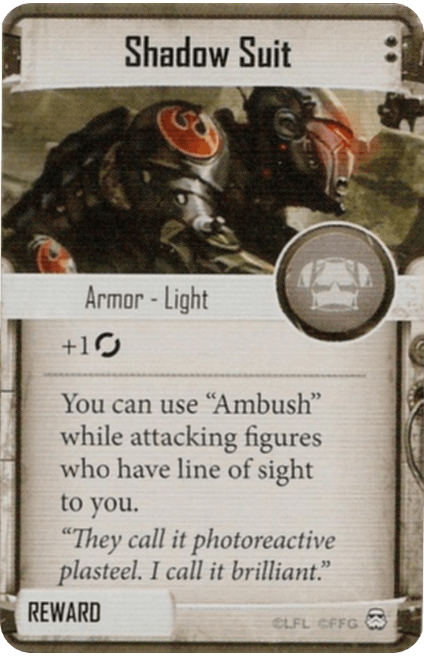 Shadow Suit
Armor - Light
+1
You can use “Ambush”
while attacking figures
who have line of sight
to you.
“They call it photoreactive
plasteel. I call it brilliant.”
REWARD
©LFL ©FFG